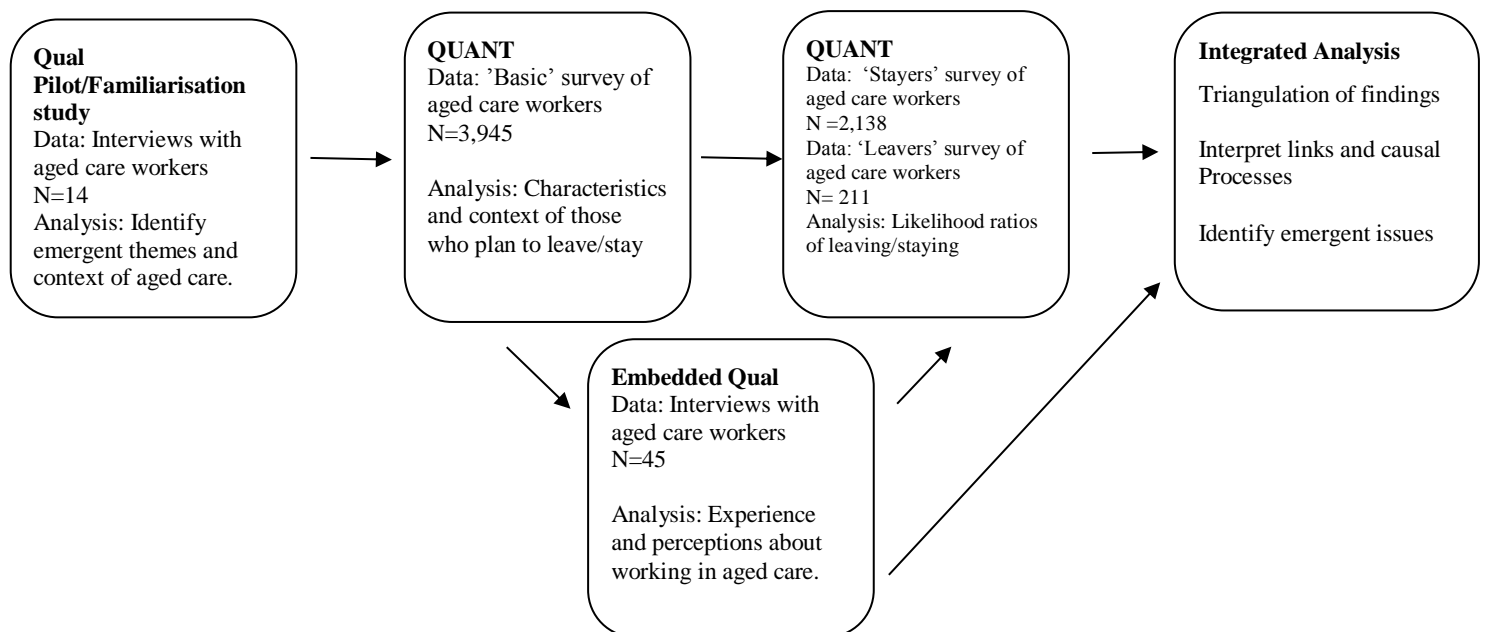 Qual
Pilot/Familiarisation
study
Data: Interviews with
aged care workers
N=14
Analysis: Identify
emergent themes and
context of aged care.
QUANT
Data: ’Basic’ survey of
aged care workers
N=3,945
Analysis: Characteristics
and context of those
who plan to leave/stay
QUANT
Data:  ‘Stayers’ survey of
aged care workers
N =2,138
Data: ‘Leavers’ survey of
aged care workers
N= 211
Analysis: Likelihood ratios
of leaving/staying
Integrated Analysis
Triangulation of findings
Interpret links and causal
Processes
Identify emergent issues
Embedded Qual
Data: Interviews with
aged care workers
N=45
Analysis: Experience
and perceptions about
working in aged care.